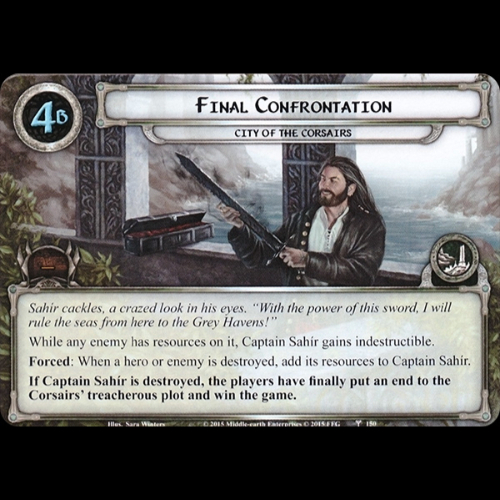 4B
FINAL CONFRONTATION
CITY OF THE CORSAIRS
Sahír cackles, a crazed look in his eyes. “With the power of this sword, I will
rule the seas from here to the Grey Havens!”
While any enemy has resources on it, Captain Sahír gains indestructible.
Forced: When a hero or enemy is destroyed, add its resources to Captain Sahír.
If Captain Sahír is destroyed, the players have finally put an end to the
Corsairs’ treacherous plot and win the game.
Illus. Sara Winters © 2015 Middle-earth Enterprises © 2015 FFG 150